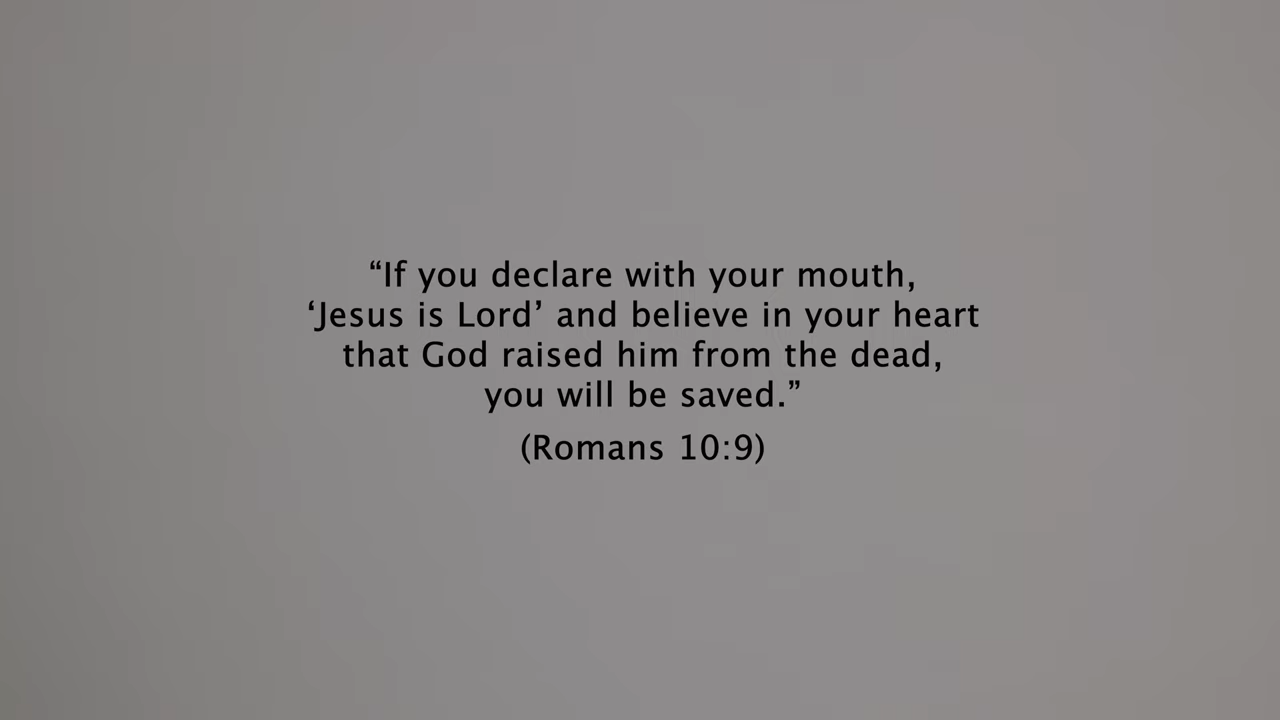 “If you declare with your mouth,
‘Jesus is Lord’ and believe in your heart
that God raised him from the dead,
you will be saved.”
(Romans 10:9)